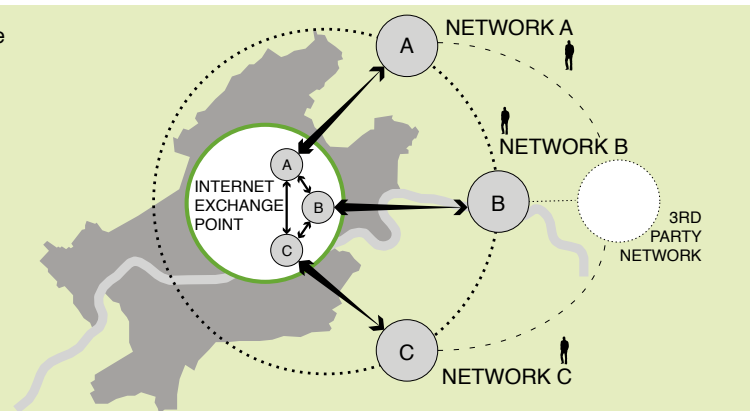 e
NETWORK A
A
NETWORK B
A
INTERNET
EXCHANGE
POINT
B
B
C
3RD
PARTY
NETWORK
C
NETWORK C